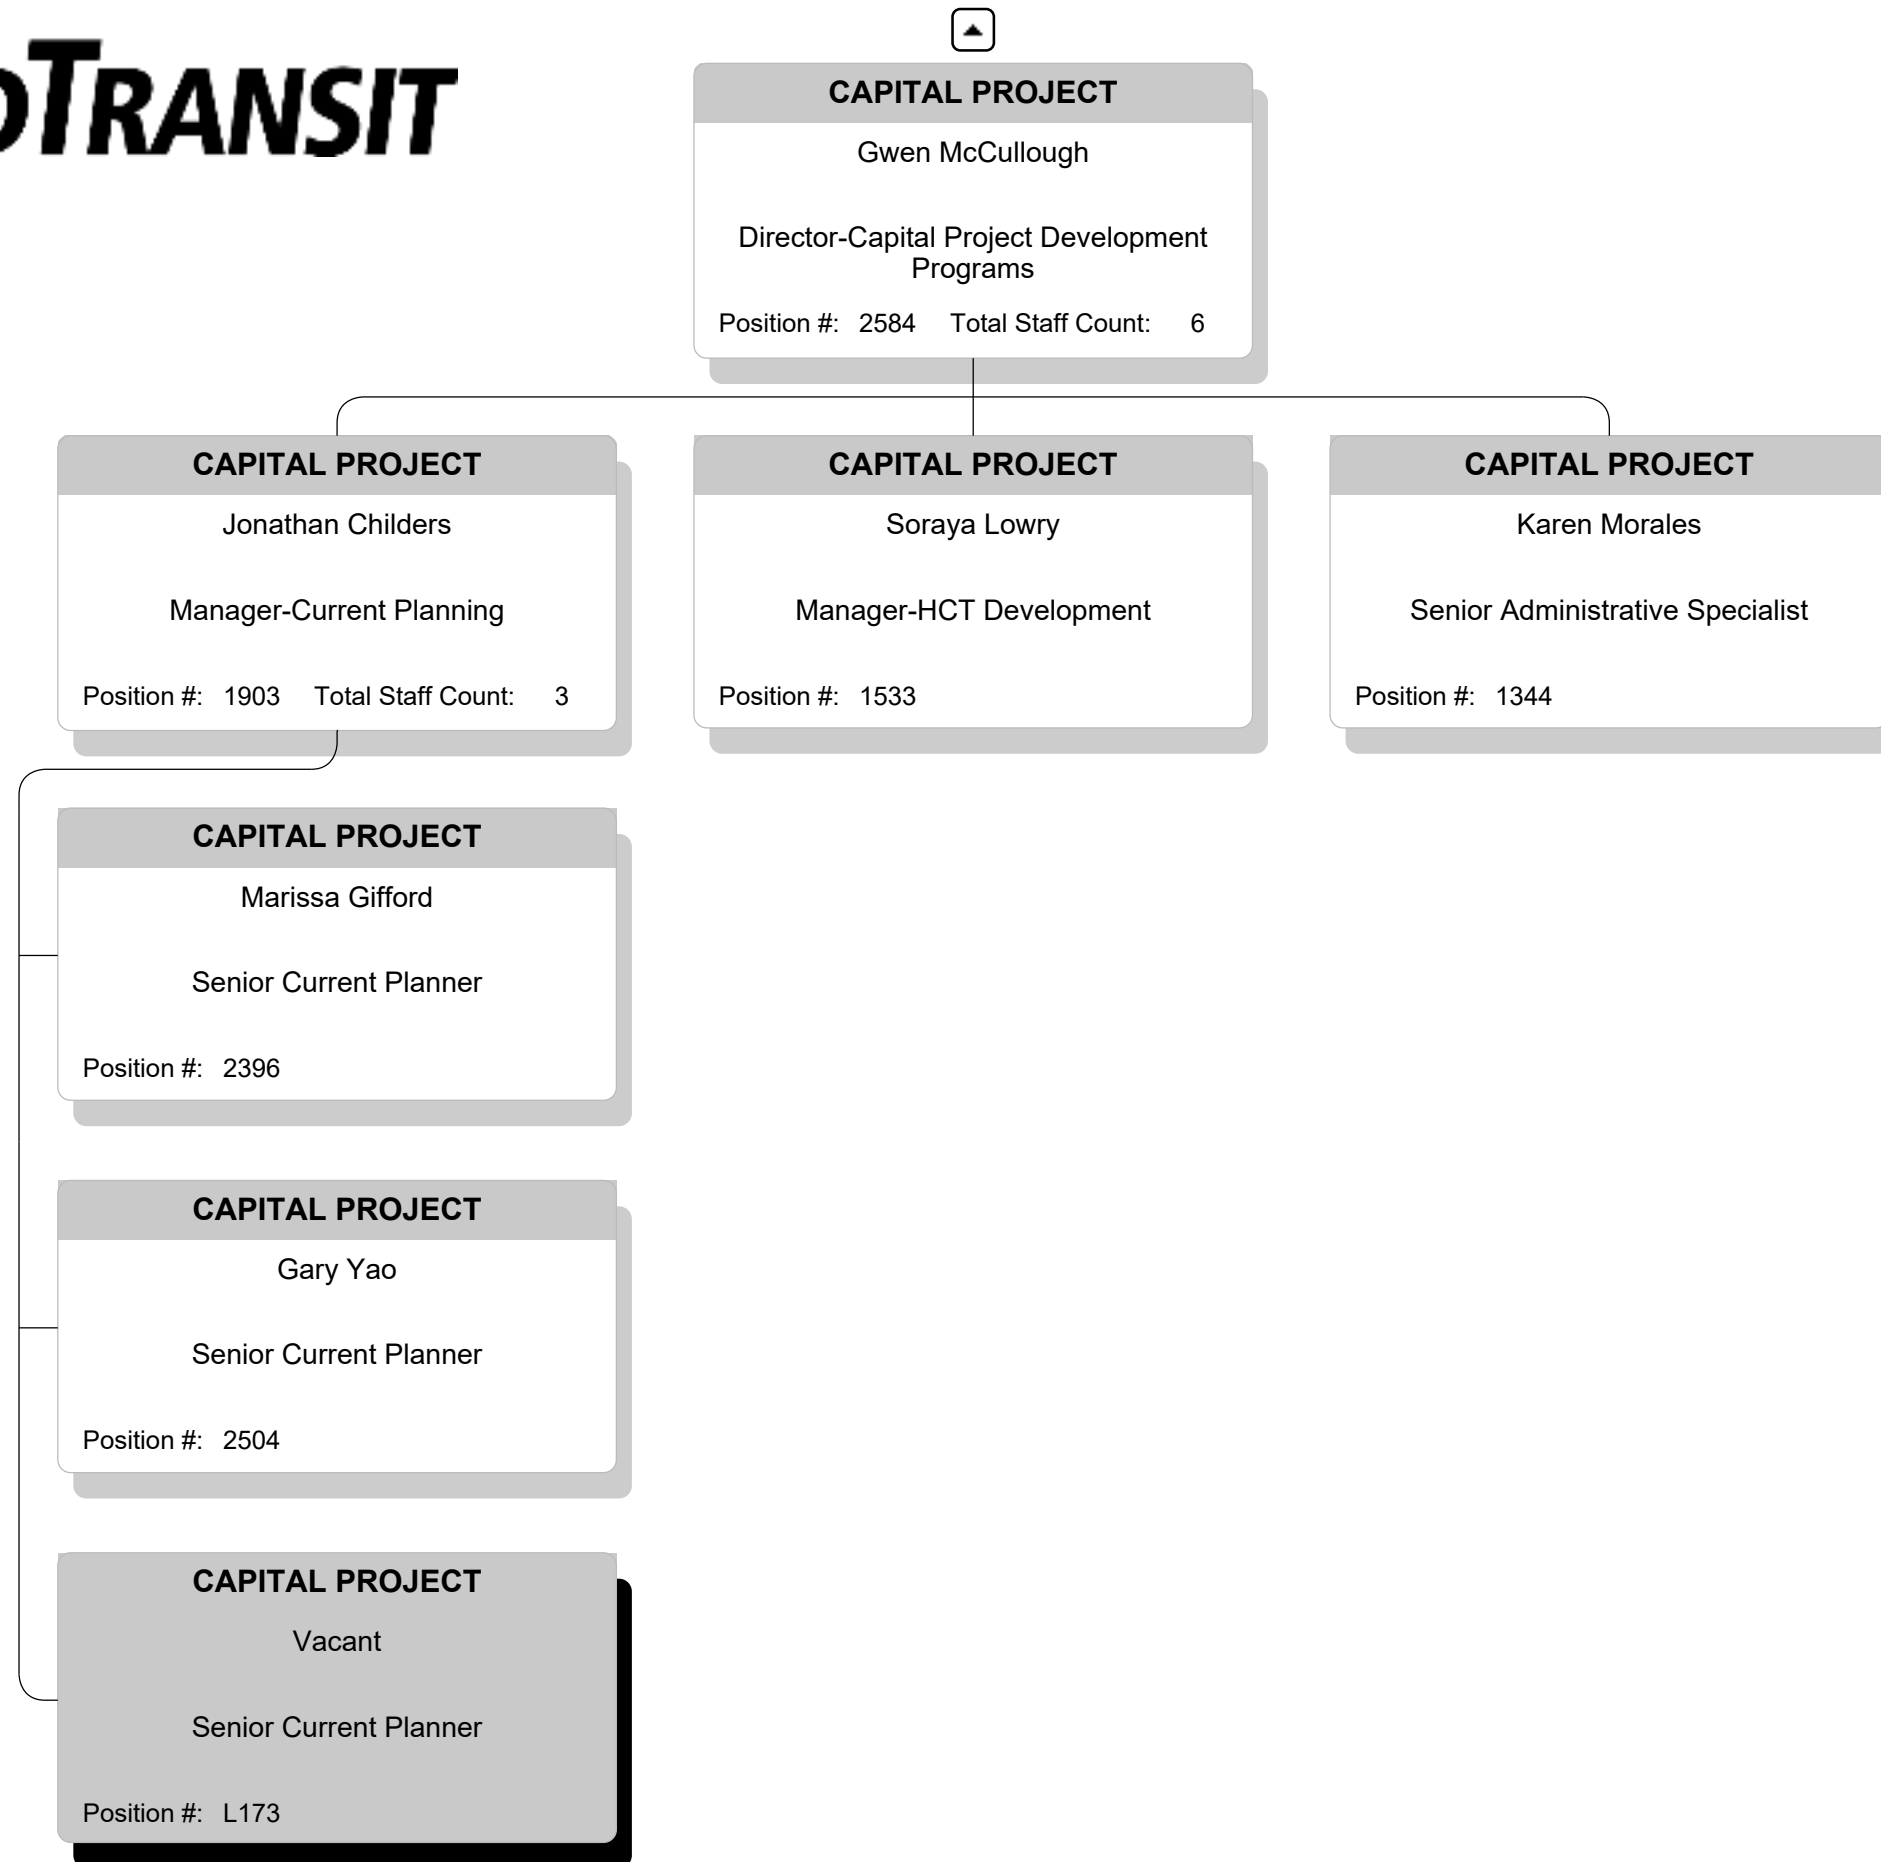 OTRANSIT
CAPITAL PROJECT
Gwen McCullough
Director-Capital Project Development
Programs
Position #: 2584 Total Staff Count: 6
CAPITAL PROJECT
Jonathan Childers
Manager-Current Planning
Position #: 1903 Total Staff Count: 3
CAPITAL PROJECT
Soraya Lowry
Manager-HCT Development
Position #: 1533
CAPITAL PROJECT
Karen Morales
Senior Administrative Specialist
Position #: 1344
CAPITAL PROJECT
Marissa Gifford
Senior Current Planner
Position #: 2396
CAPITAL PROJECT
Gary Yao
Senior Current Planner
Position #: 2504
CAPITAL PROJECT
Vacant
Senior Current Planner
Position #: L173